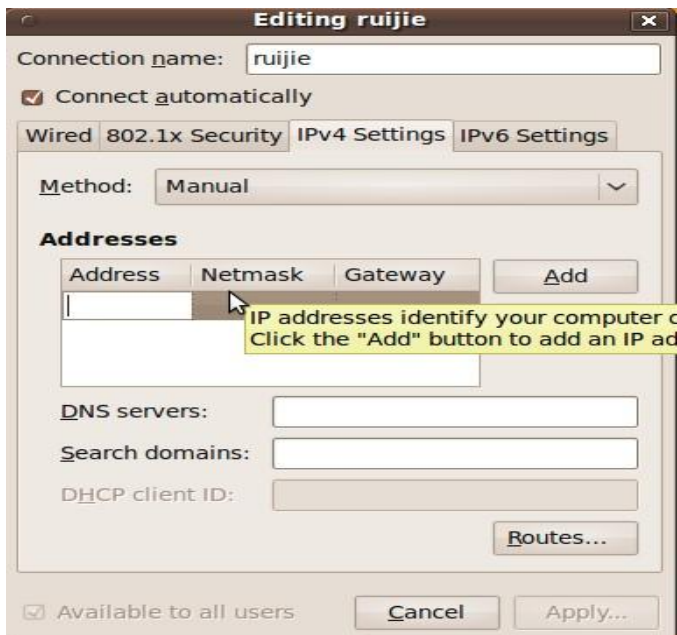 Editing ruijie
Connection name: ruijie
Connect automatically
Wired 802.1x Security IPv4 Settings IPv6 Settings
Method: Manual
Addresses
Address Netmask Gateway Add
IP addresses identify your computer
Click the "Add" button to add an IP
DNS servers:
Search domains:
DHCP client ID:
Routes...
Available to all users Cancel Apply...